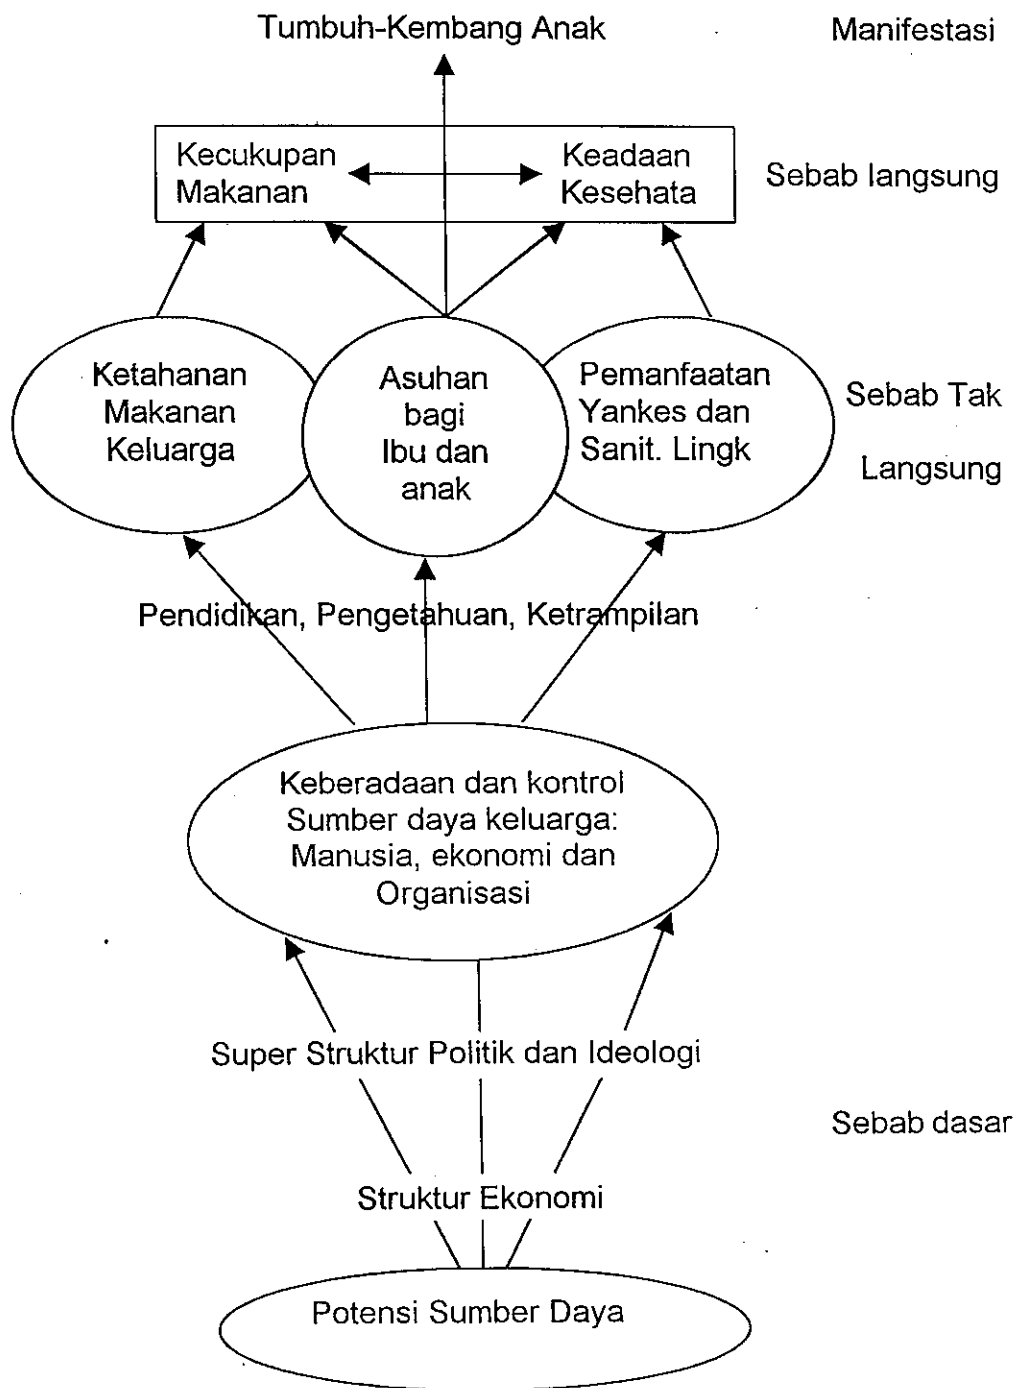 Tumbuh-Kembang Anak
Manifestasi
Kecukupan
Makanan
Keadaan
Kesehata
Sebab langsung
Ketahanan
Makanan
Keluarga
Asuhan
bagi
Ibu dan
anak
Pemanfaatan
Yankes dan
Sanit. Lingk
Sebab Tak
Langsung
Pendidikan, Pengetahuan, Ketrampilan
Keberadaan dan kontrol
Sumber daya keluarga:
Manusia, ekonomi dan
Organisasi
Super Struktur Politik dan Ideologi
Sebab dasar
Struktur Ekonomi
Potensi Sumber Daya